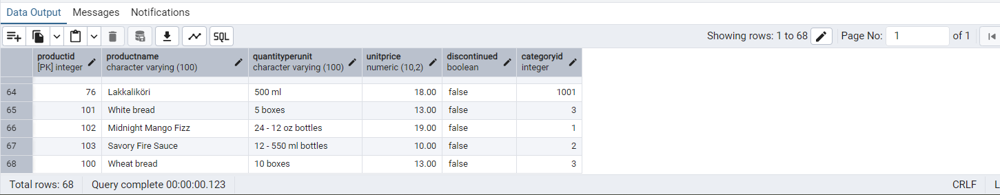 Data Output Messages Notifications
SQL Showing rows: 1 to 68 Page No: 1 of 1
productid productname quantityperunit unitprice discontinued categoryid
[PK] integer character varying (100) character varying (100) numeric (10,2) boolean integer
64 76 Lakkaliköri 500 ml 18.00 false 1001
65 101 White bread 5 boxes 13.00 false 3
66 102 Midnight Mango Fizz 24 - 12 oz bottles 19.00 false 1
67 103 Savory Fire Sauce 12 - 550 ml bottles 10.00 false 2
68 100 Wheat bread 10 boxes 13.00 false 3
Total rows: 68 Query complete 00:00:00.123 CRLF L